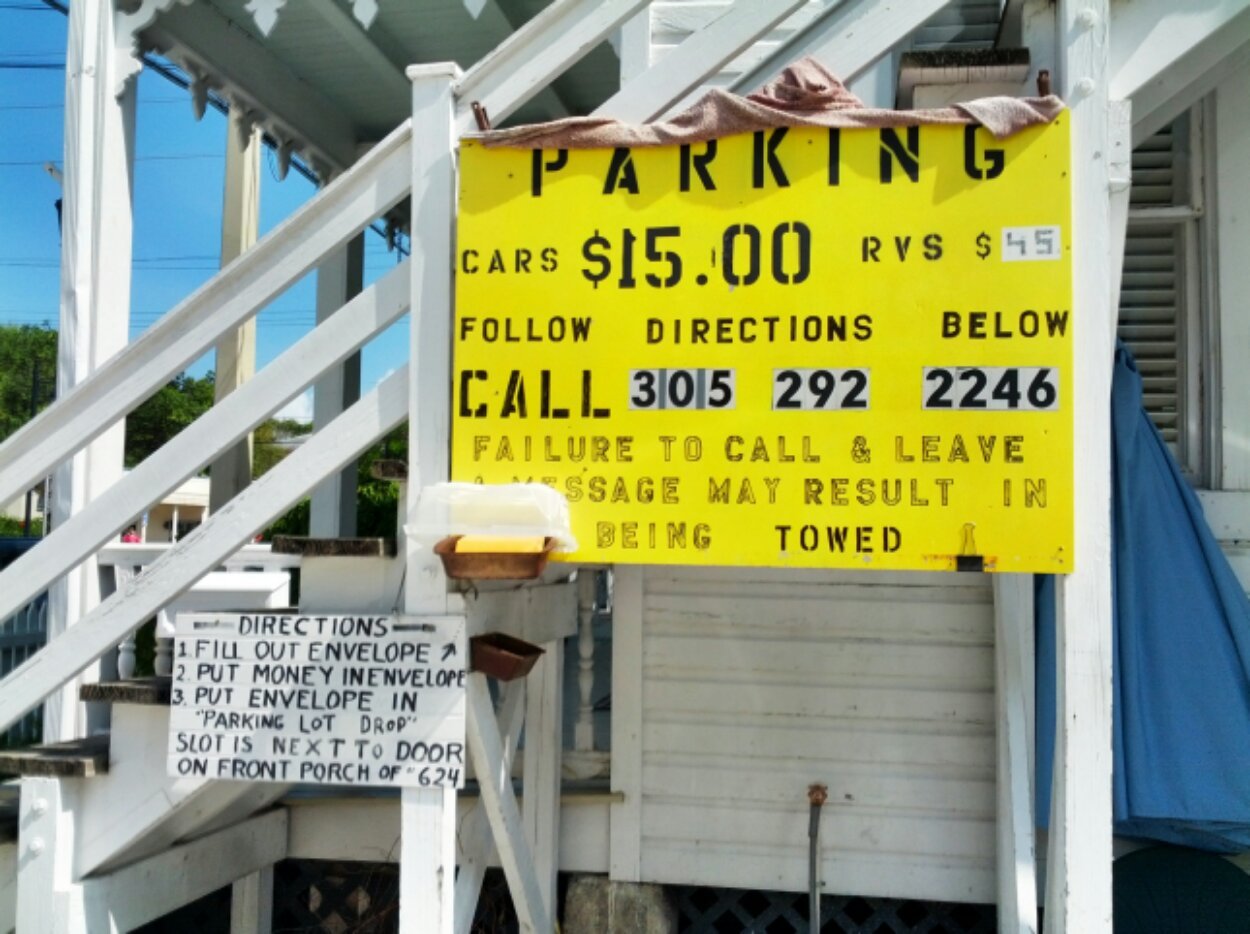 PARKING
CARS $15.00 RVS $45
FOLLOW DIRECTIONS BELOW
CALL 305 292 2246
FAILURE TO CALL & LEAVE
A MESSAGE MAY RESULT IN
BEING TOWED
DIRECTIONS
1. FILL OUT ENVELOPE ↗
2. PUT MONEY IN ENVELOPE
3. PUT ENVELOPE IN
"PARKING LOT DROP"
SLOT IS NEXT TO DOOR
ON FRONT PORCH OF #624